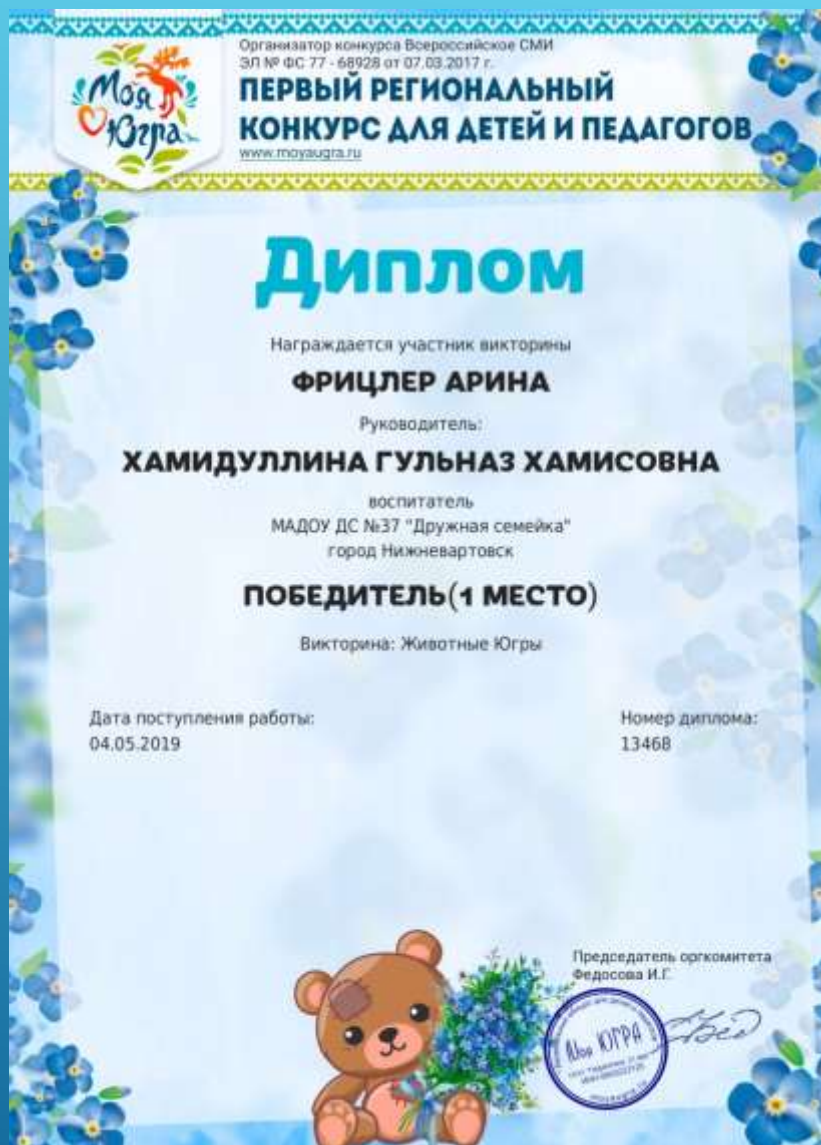 Моя
Югра
Организатор конкурса Всероссийское СМИ
ЭЛ № ФС 77 - 68928 от 07.03.2017 г.
ПЕРВЫЙ РЕГИОНАЛЬНЫЙ
КОНКУРС ДЛЯ ДЕТЕЙ И ПЕДАГОГОВ
www.moyaugra.ru
Диплом
Награждается участник викторины
ФРИЦЛЕР АРИНА
Руководитель:
ХАМИДУЛЛИНА ГУЛЬНАЗ ХАМИСОВНА
воспитатель
МАДОУ ДС №37 "Дружная семейка"
город Нижневартовск
ПОБЕДИТЕЛЬ(1 МЕСТО)
Викторина: Животные Югры
Дата поступления работы:
04.05.2019
Номер диплома:
13468
Председатель оргкомитета
Федосова И.Г.
Моя ЮГРА